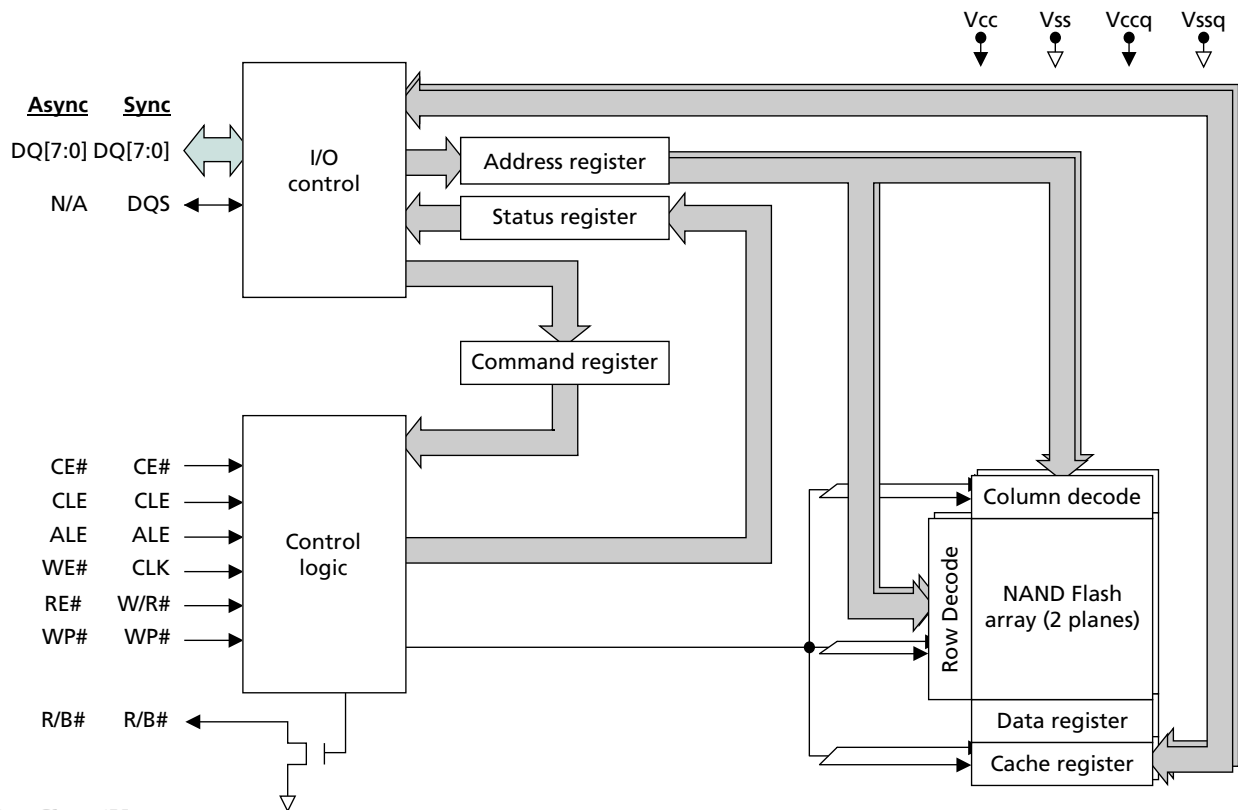 Vcc Vss Vccq Vssq
Async Sync
DQ[7:0] DQ[7:0]
N/A DQS
I/O
control
Address register
Status register
Command register
CE# CE#
CLE CLE
ALE ALE
WE# CLK
RE# W/R#
WP# WP#
R/B# R/B#
Control
logic
Column decode
Row Decode
NAND Flash
array (2 planes)
Data register
Cache register